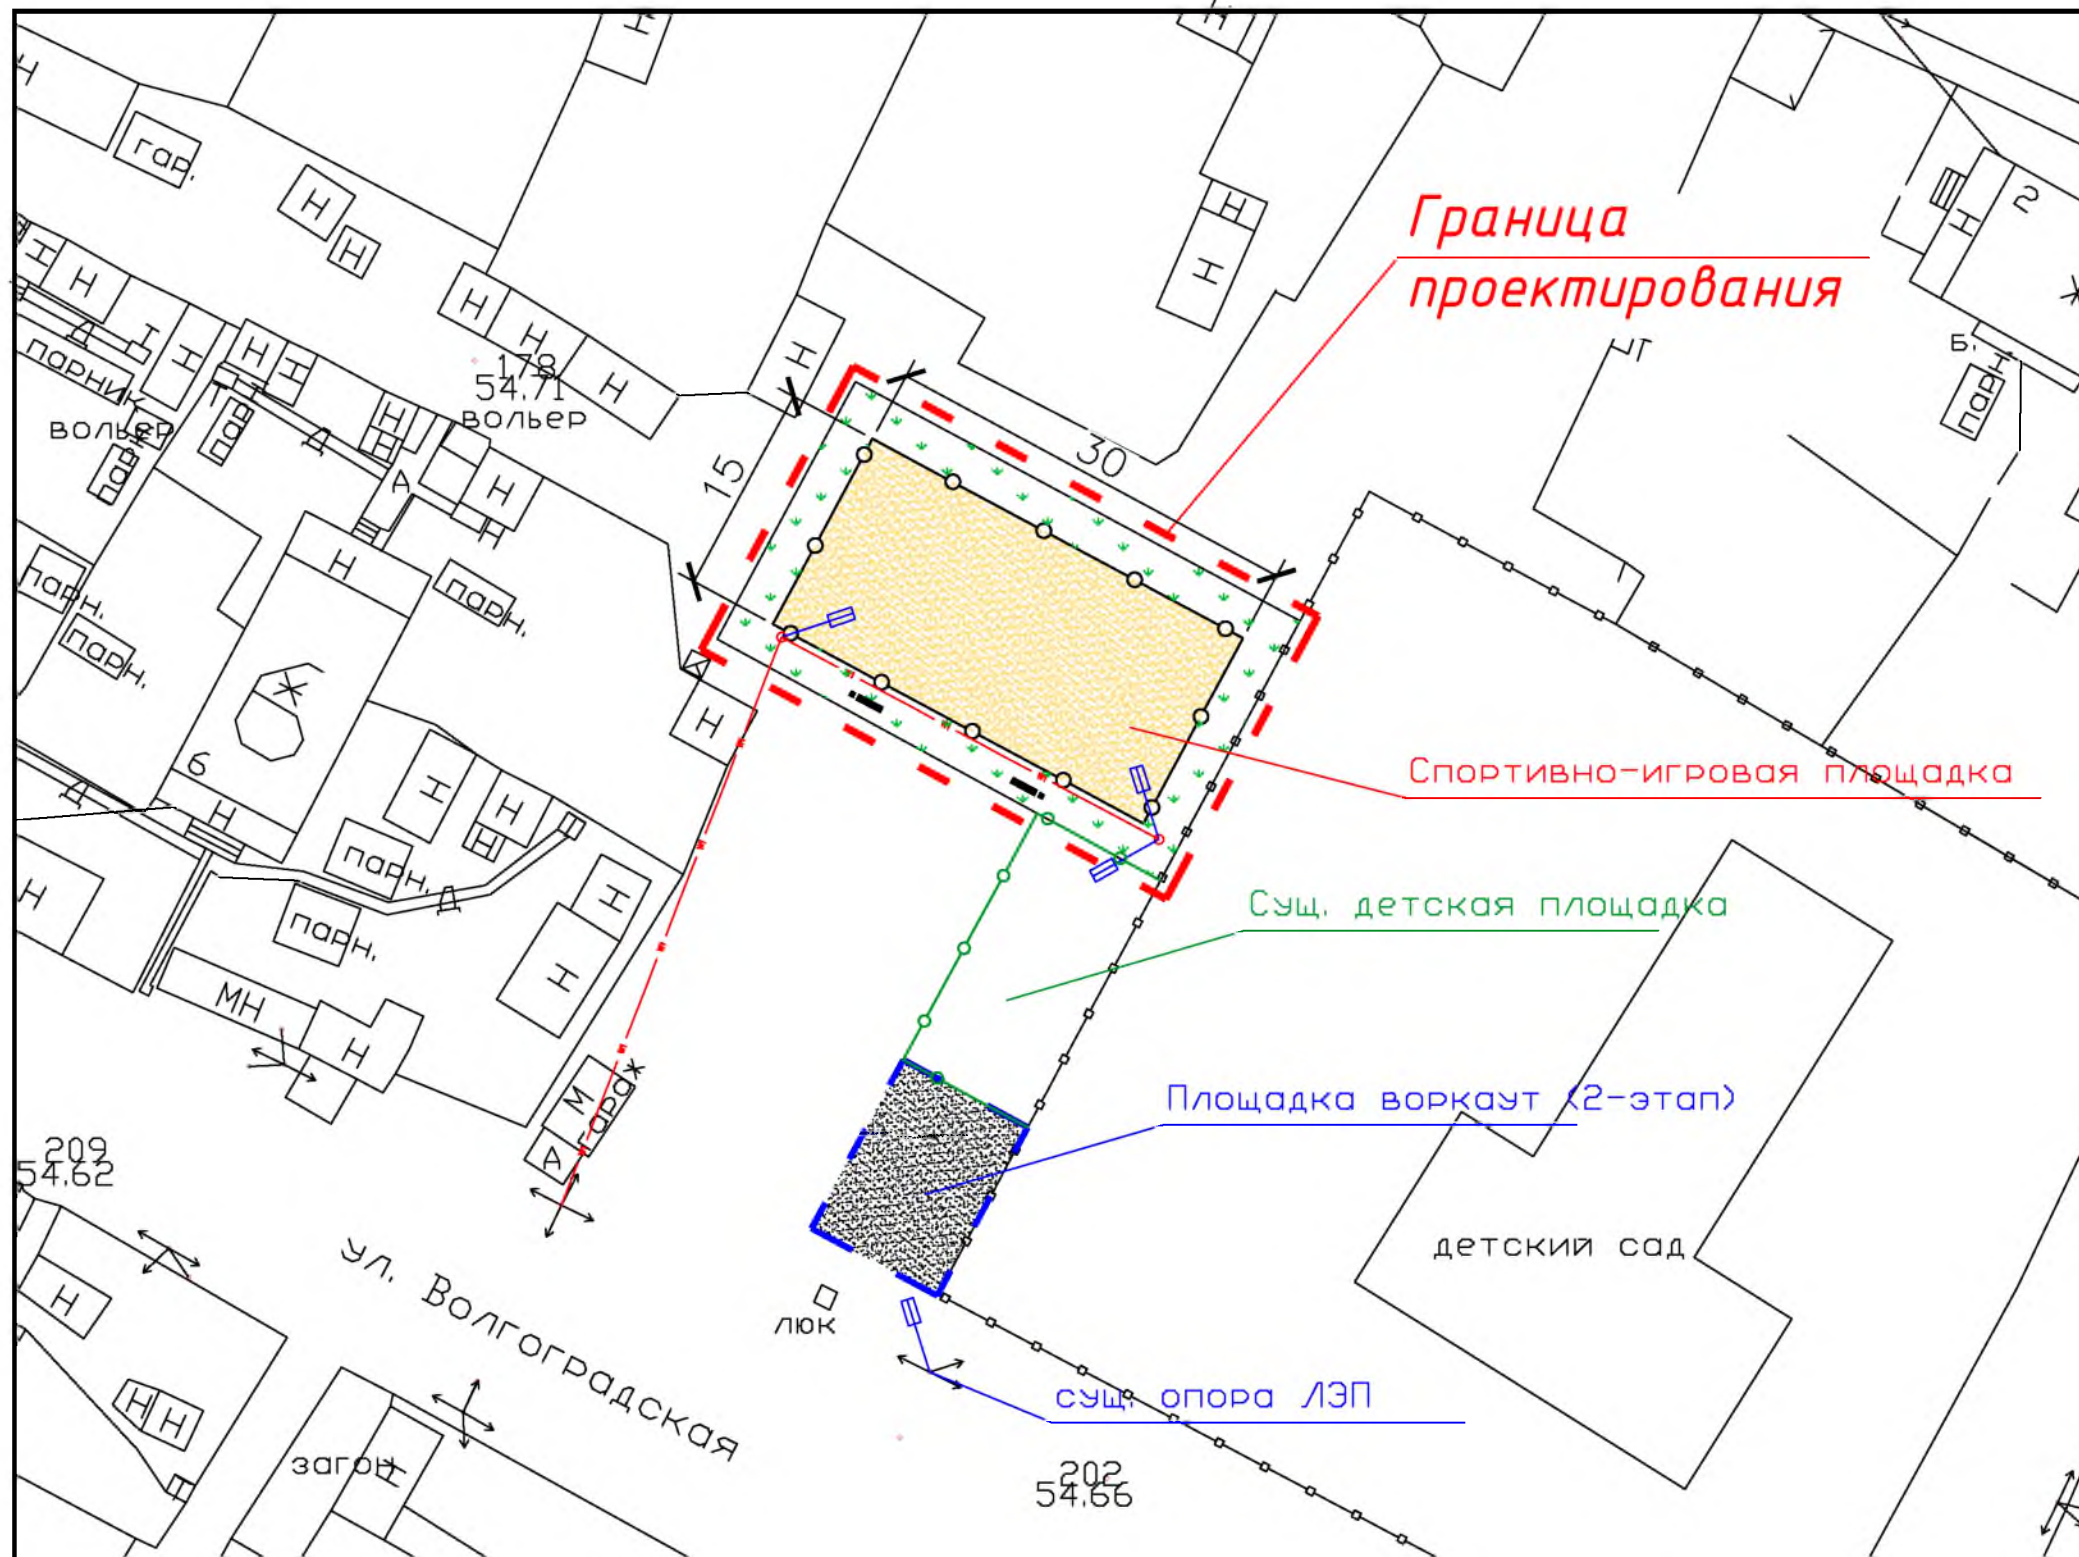 Н
гар.
Н
Н
Н
Н
Н
Н
Н
Н
Н
2
Н
Ж
Граница
проектирования
Н
Н
Д
Т
Н
парник
Н
Н
178
54.71
вольер
вольер
Н
Н
Д
А
Н
Н
Н
15
30
Б.
парн
парн.
парн.
парн.
Н
Ж
6
Н
Д
Н
Н
Н
Н
парн.
Д
парн.
Спортивно-игровая площадка
Сущ. детская площадка
Н
Н
Н
МН
Н
М
гараж
А
Площадка воркаут (2-этап)
209
54.62
ул. Волгоградская
детский сад
люк
сущ. опора ЛЭП
Н
Н
Н
загон
Н
202
54.66